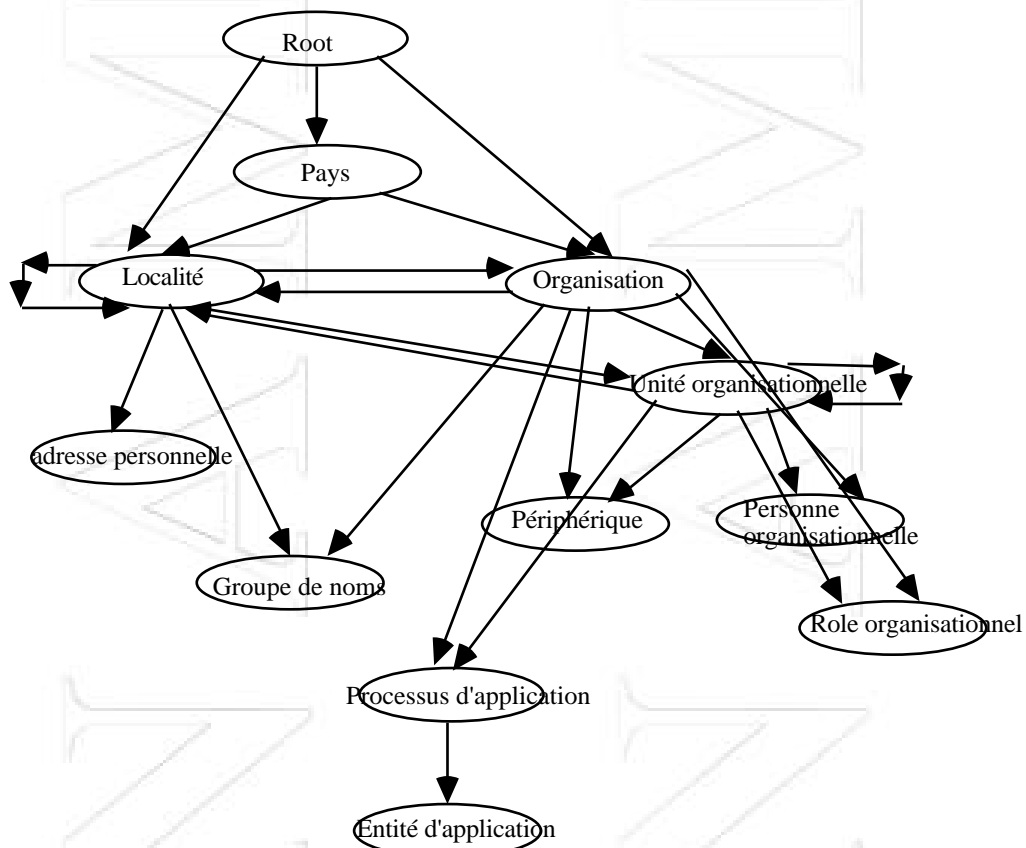 Root
Pays
Localité
Organisation
Unité organisationnelle
adresse personnelle
Périphérique
Personne
organisationnelle
Groupe de noms
Role organisationnel
Processus d'application
Entité d'application